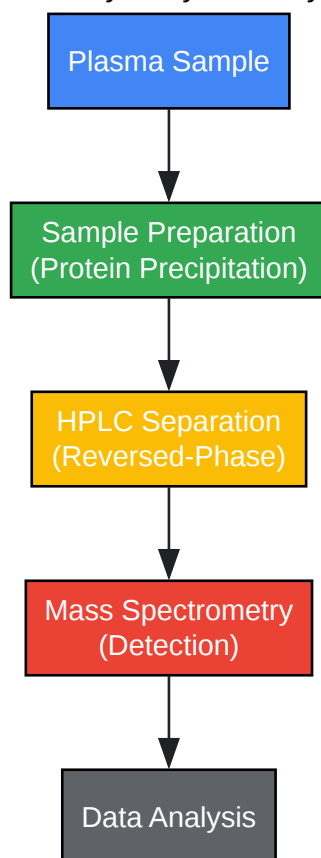 Plasma Sample
Sample Preparation
(Protein Precipitation)
HPLC Separation
(Reversed-Phase)
Mass Spectrometry
(Detection)
Data Analysis